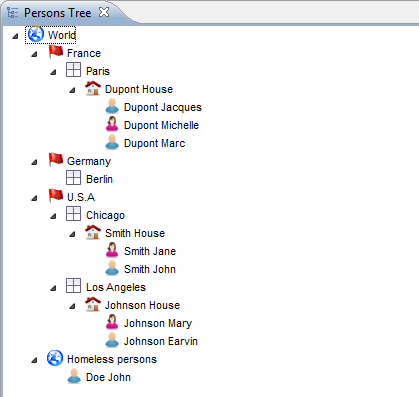 Persons Tree
World
France
Paris
Dupont House
Dupont Jacques
Dupont Michelle
Dupont Marc
Germany
Berlin
U.S.A
Chicago
Smith House
Smith Jane
Smith John
Los Angeles
Johnson House
Johnson Mary
Johnson Earvin
Homeless persons
Doe John